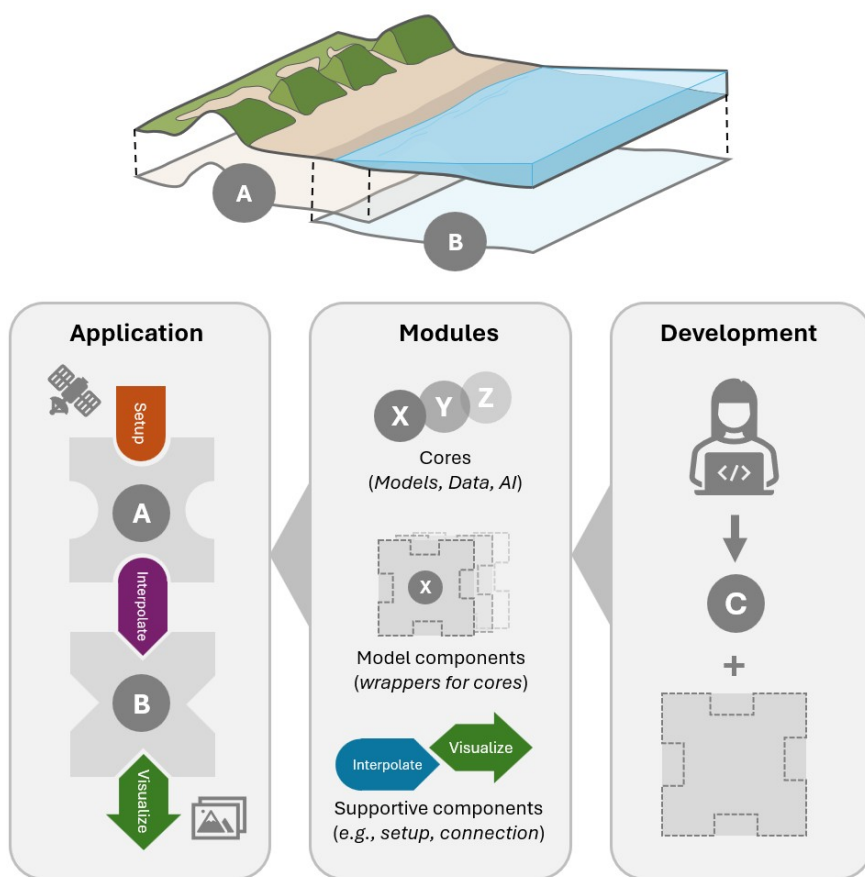 A
B
Application
Setup
A
Interpolate
B
Visualize
Modules
X Y Z
Cores
(Models, Data, AI)
X
Model components
(wrappers for cores)
Interpolate
Visualize
Supportive components
(e.g., setup, connection)
Development
</>
C
+